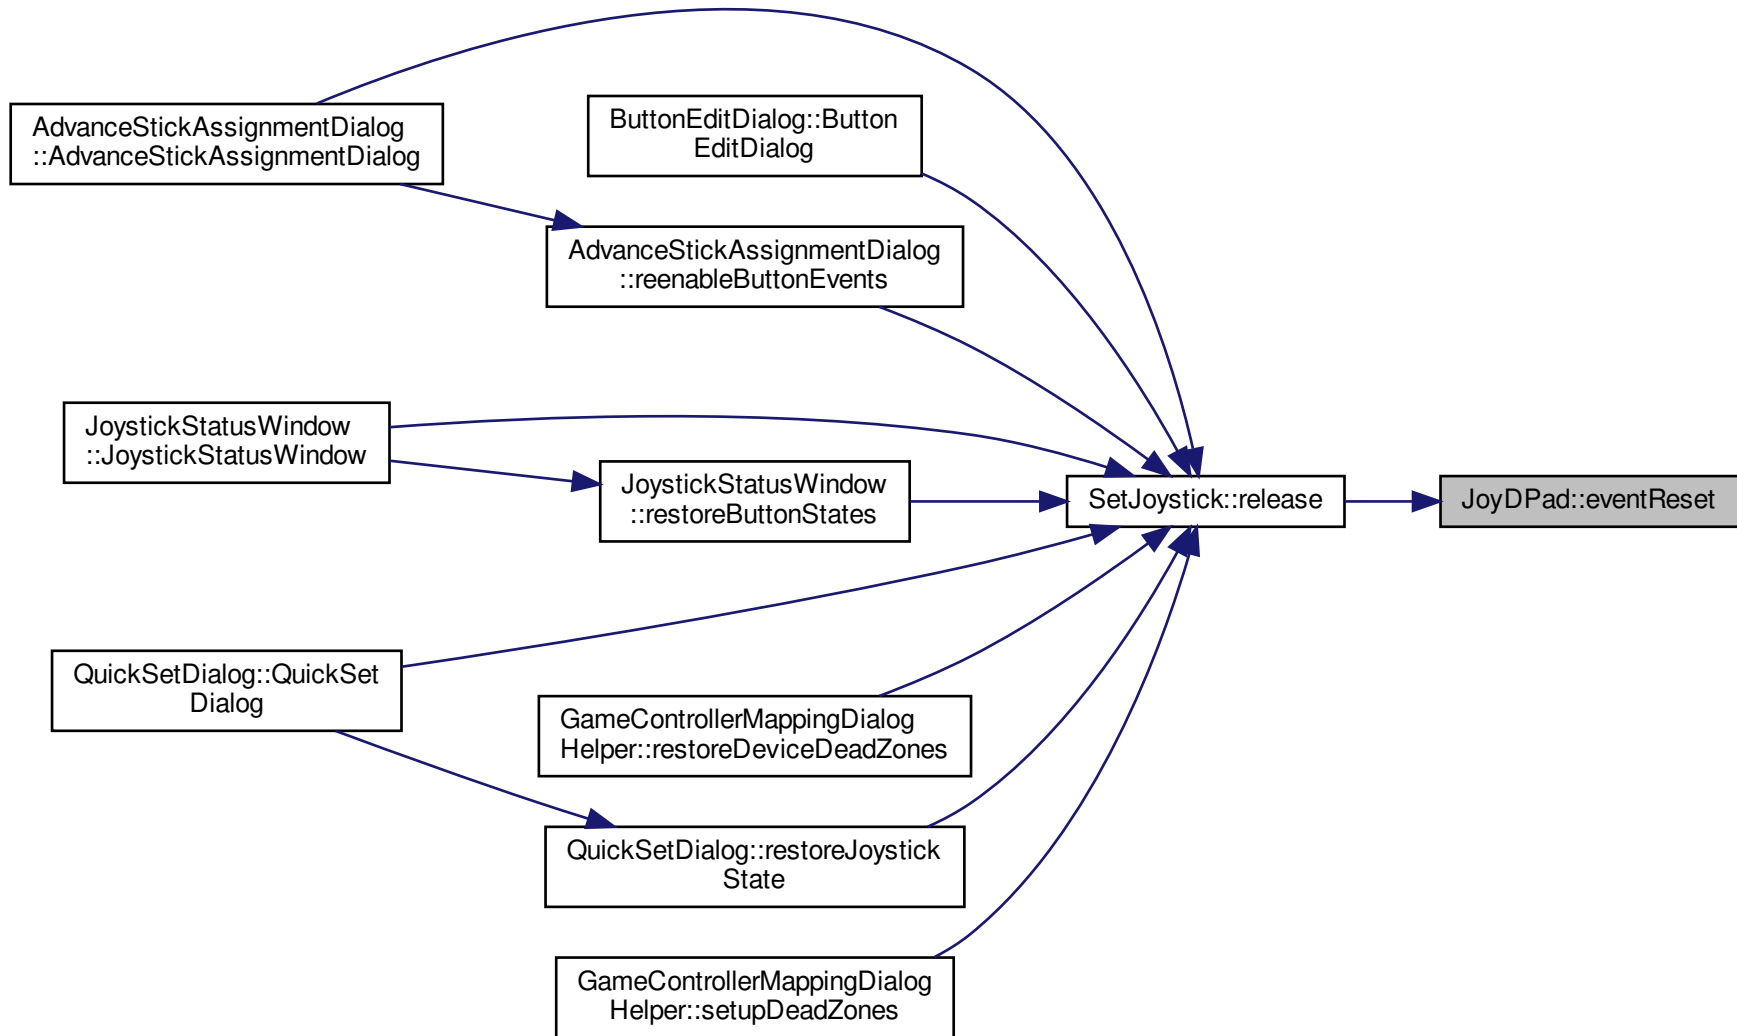 AdvanceStickAssignmentDialog
::AdvanceStickAssignmentDialog
ButtonEditDialog::Button
EditDialog
AdvanceStickAssignmentDialog
::reenableButtonEvents
JoystickStatusWindow
::JoystickStatusWindow
JoystickStatusWindow
::restoreButtonStates
SetJoystick::release
JoyDPad::eventReset
QuickSetDialog::QuickSet
Dialog
GameControllerMappingDialog
Helper::restoreDeviceDeadZones
QuickSetDialog::restoreJoystick
State
GameControllerMappingDialog
Helper::setupDeadZones